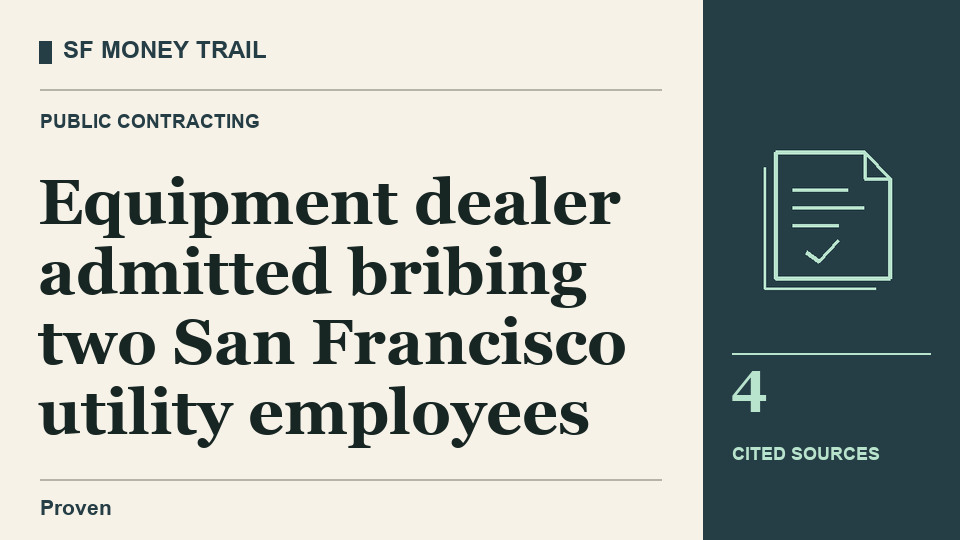 SF MONEY TRAIL
PUBLIC CONTRACTING
Equipment dealer
admitted bribing
two San Francisco
utility employees
Proven
4
CITED SOURCES